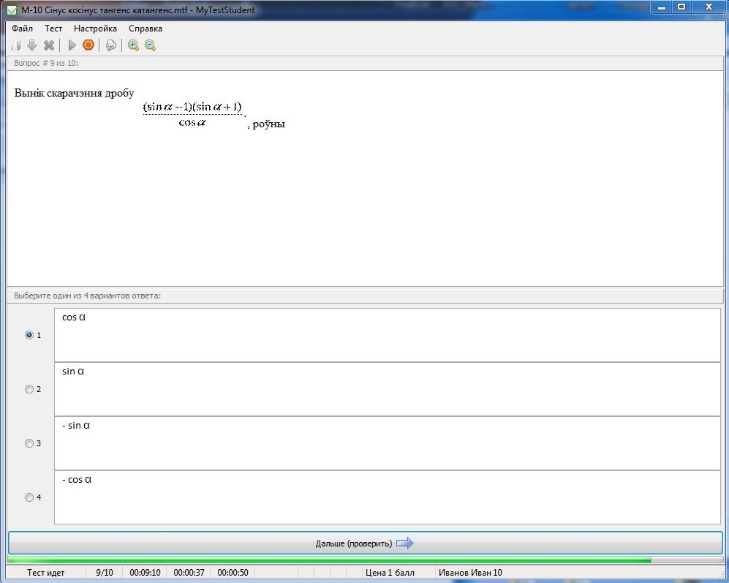 М-10 Сінус косінус тангенс катангенс.mtf - MyTestStudent
Файл Тест Настройка Справка
Вопрос # 9 из 10:
Вынік скарачэння дробу
(sin α − 1)(sin α + 1)
cos α
, роўны
Выберите один из 4 вариантов ответа:
1 cos α
2 sin α
3 - sin α
4 - cos α
Дальше (проверить)
Тест идет 9/10 00:09:10 00:00:37 00:00:50 Цена 1 балл Иванов Иван 10